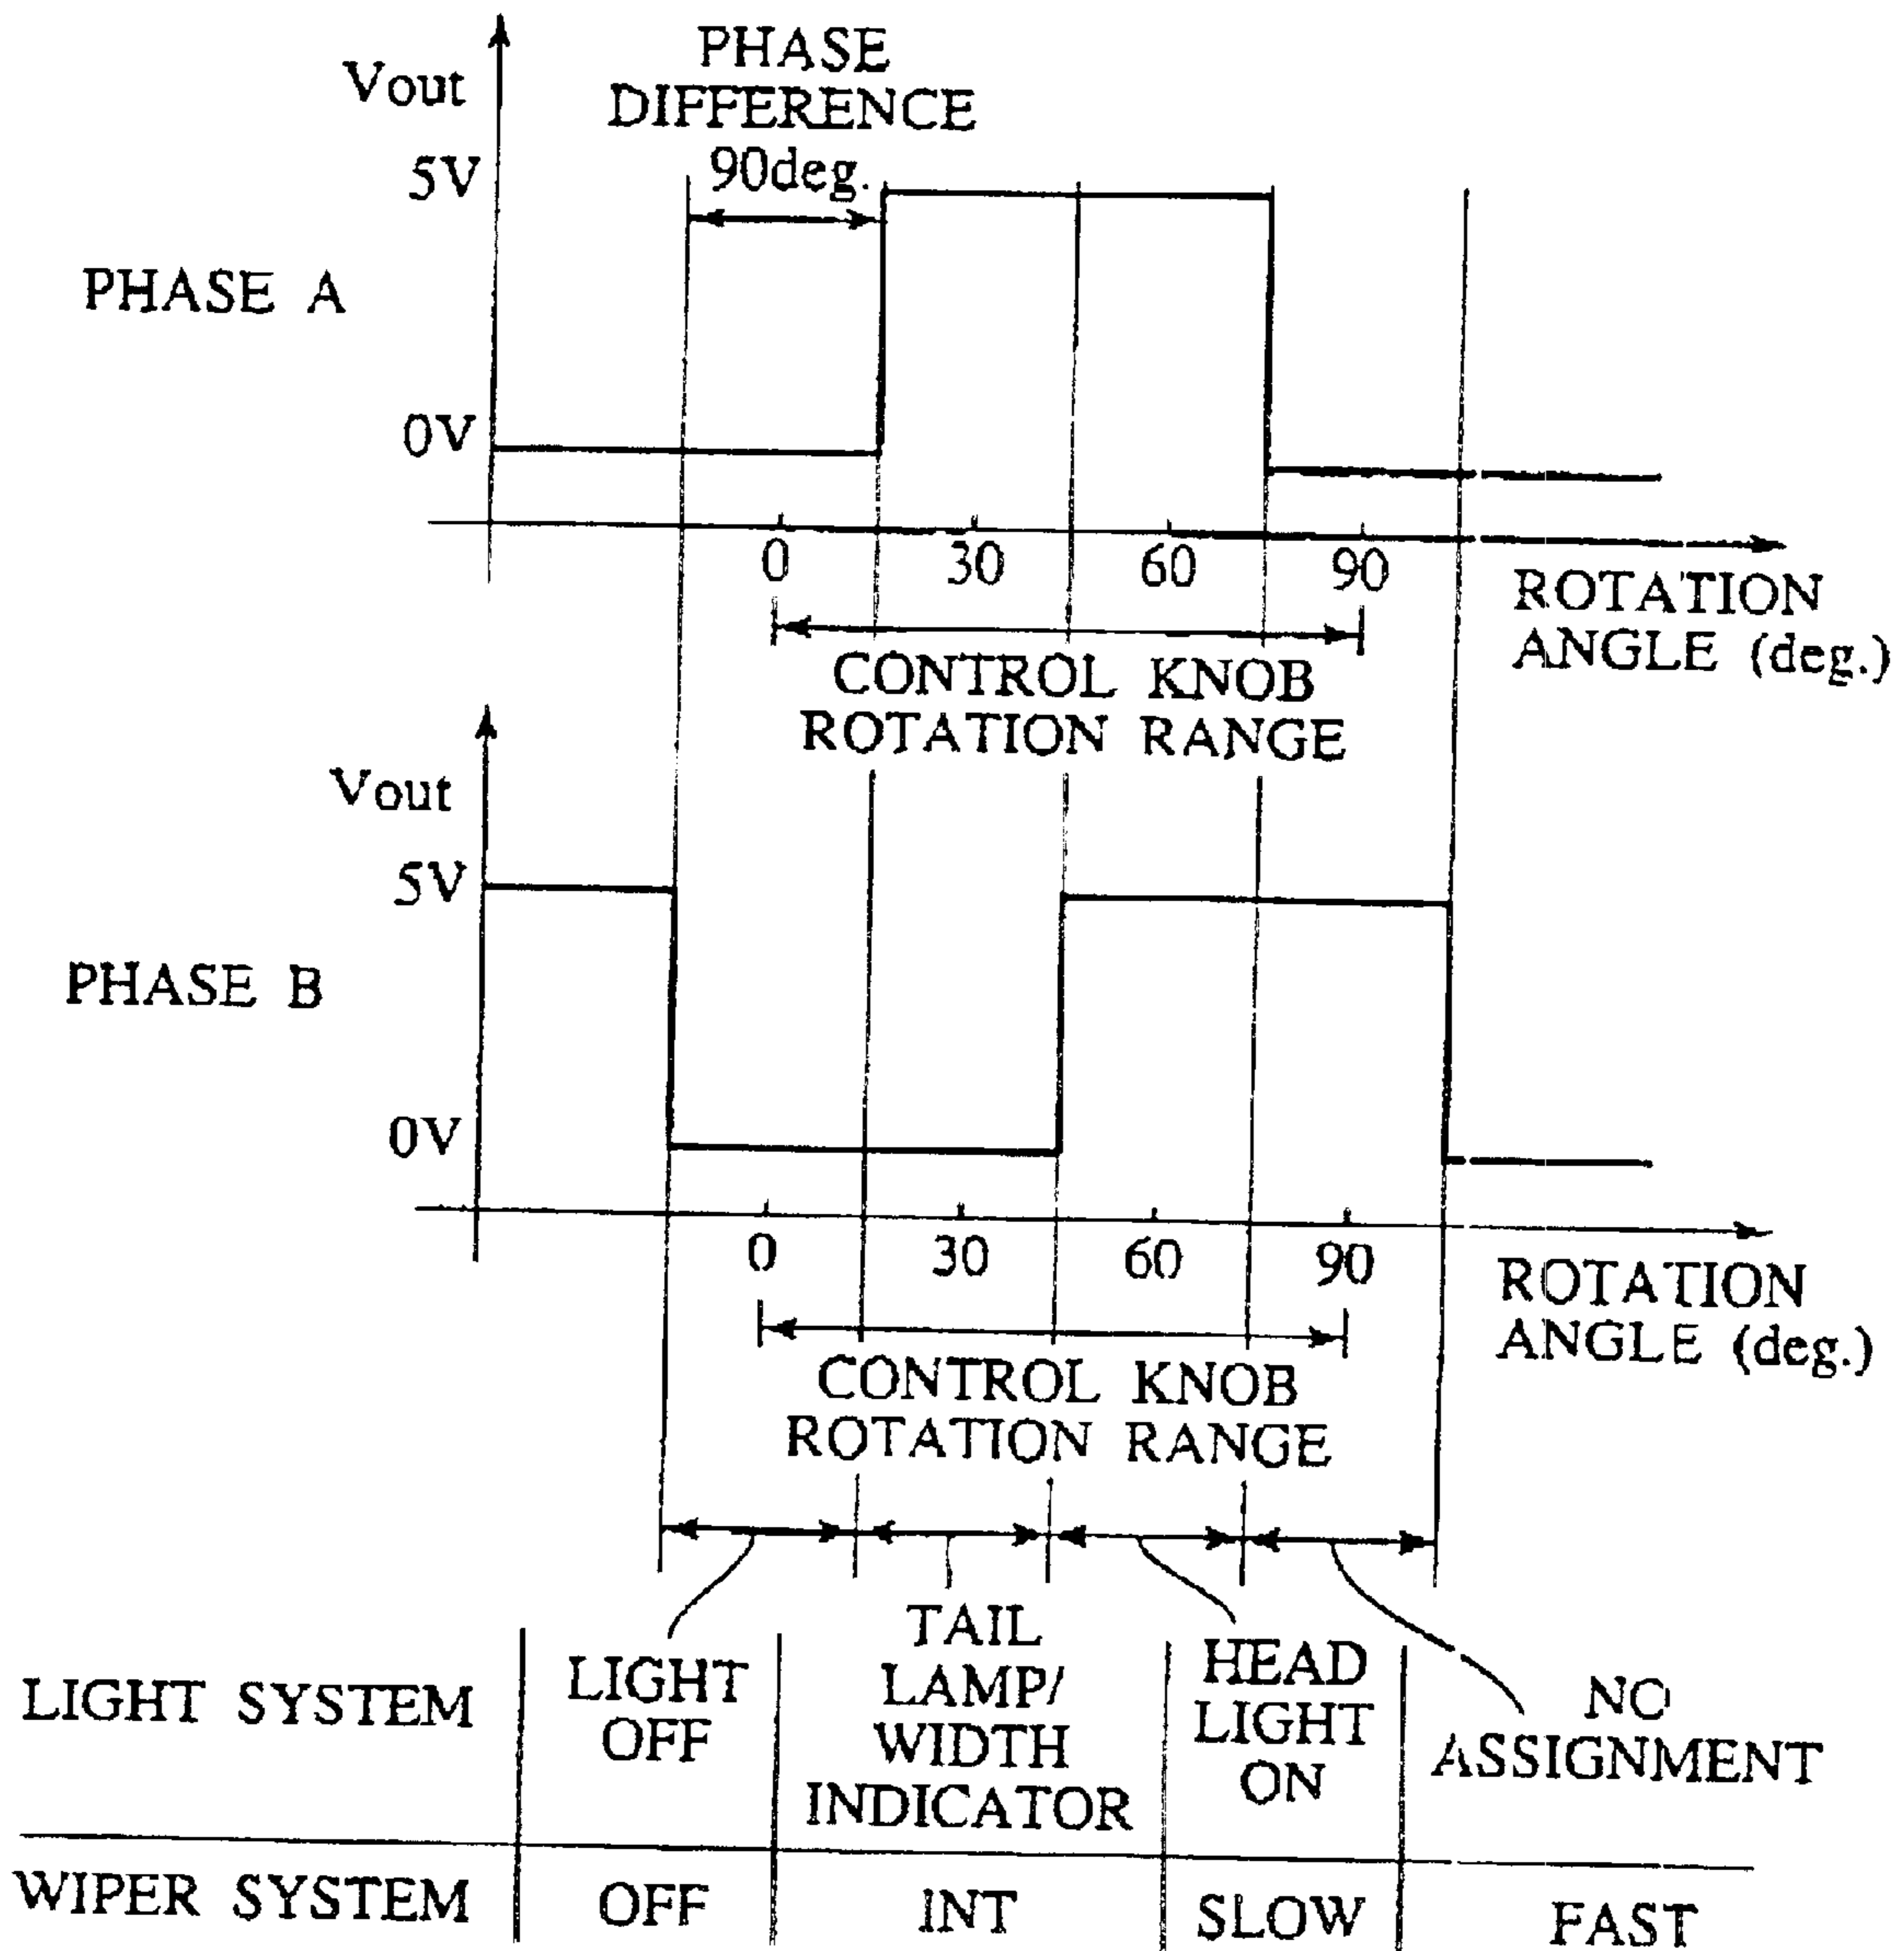 Vout
PHASE
DIFFERENCE
90deg.
5V
PHASE A
0V
0 30 60 90
ROTATION
ANGLE (deg.)
CONTROL KNOB
ROTATION RANGE
Vout
5V
PHASE B
0V
0 30 60 90
ROTATION
ANGLE (deg.)
CONTROL KNOB
ROTATION RANGE
LIGHT SYSTEM
LIGHT
OFF
TAIL
LAMP/
WIDTH
INDICATOR
HEAD
LIGHT
ON
NO
ASSIGNMENT
WIPER SYSTEM
OFF
INT
SLOW
FAST